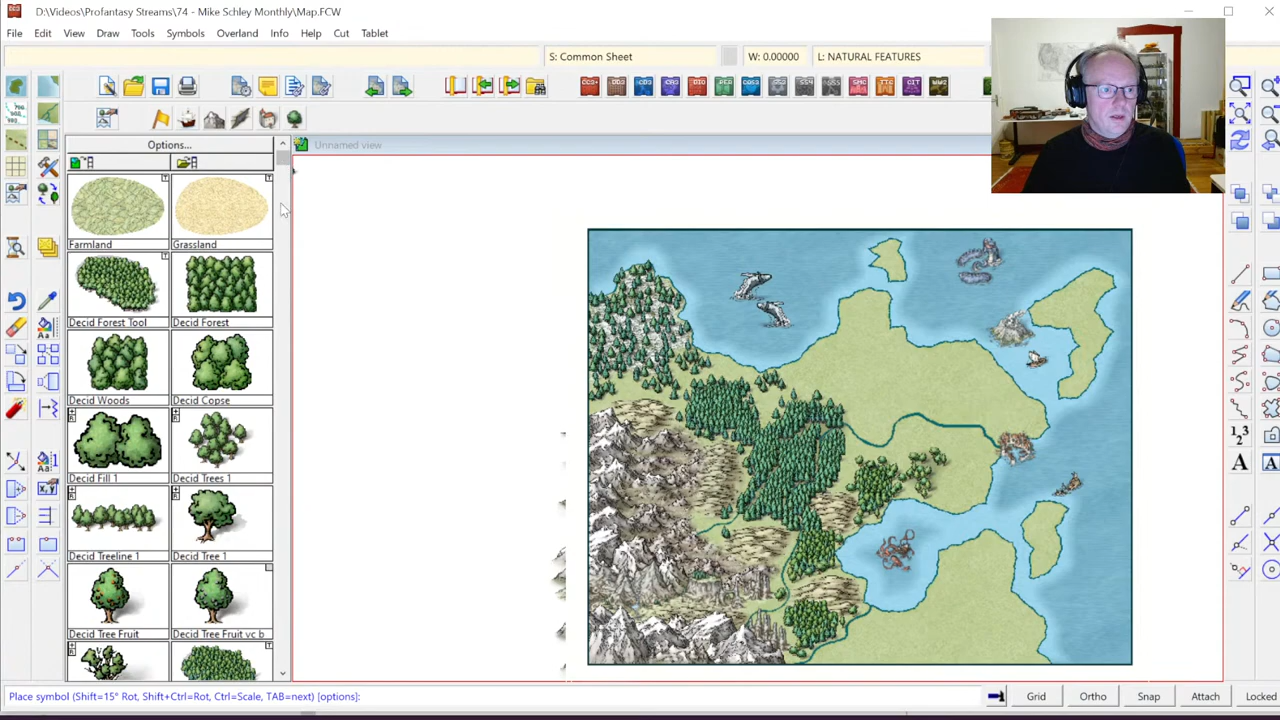 D:\Videos\Profantasy Streams\74 - Mike Schley Monthly\Map.FCW
File Edit View Draw Tools Symbols Overland Info Help Cut Tablet
S: Common Sheet W: 0.00000 L: NATURAL FEATURES
Options... Unnamed view
Farmland Grassland
Decid Forest Tool Decid Forest
Decid Woods Decid Copse
Decid Fill 1 Decid Trees 1
Decid Treeline 1 Decid Tree 1
Decid Tree Fruit Decid Tree Fruit vc b
Place symbol (Shift=15° Rot, Shift+Ctrl=Rot, Ctrl=Scale, TAB=next) [options]: Grid Ortho Snap Attach Locked